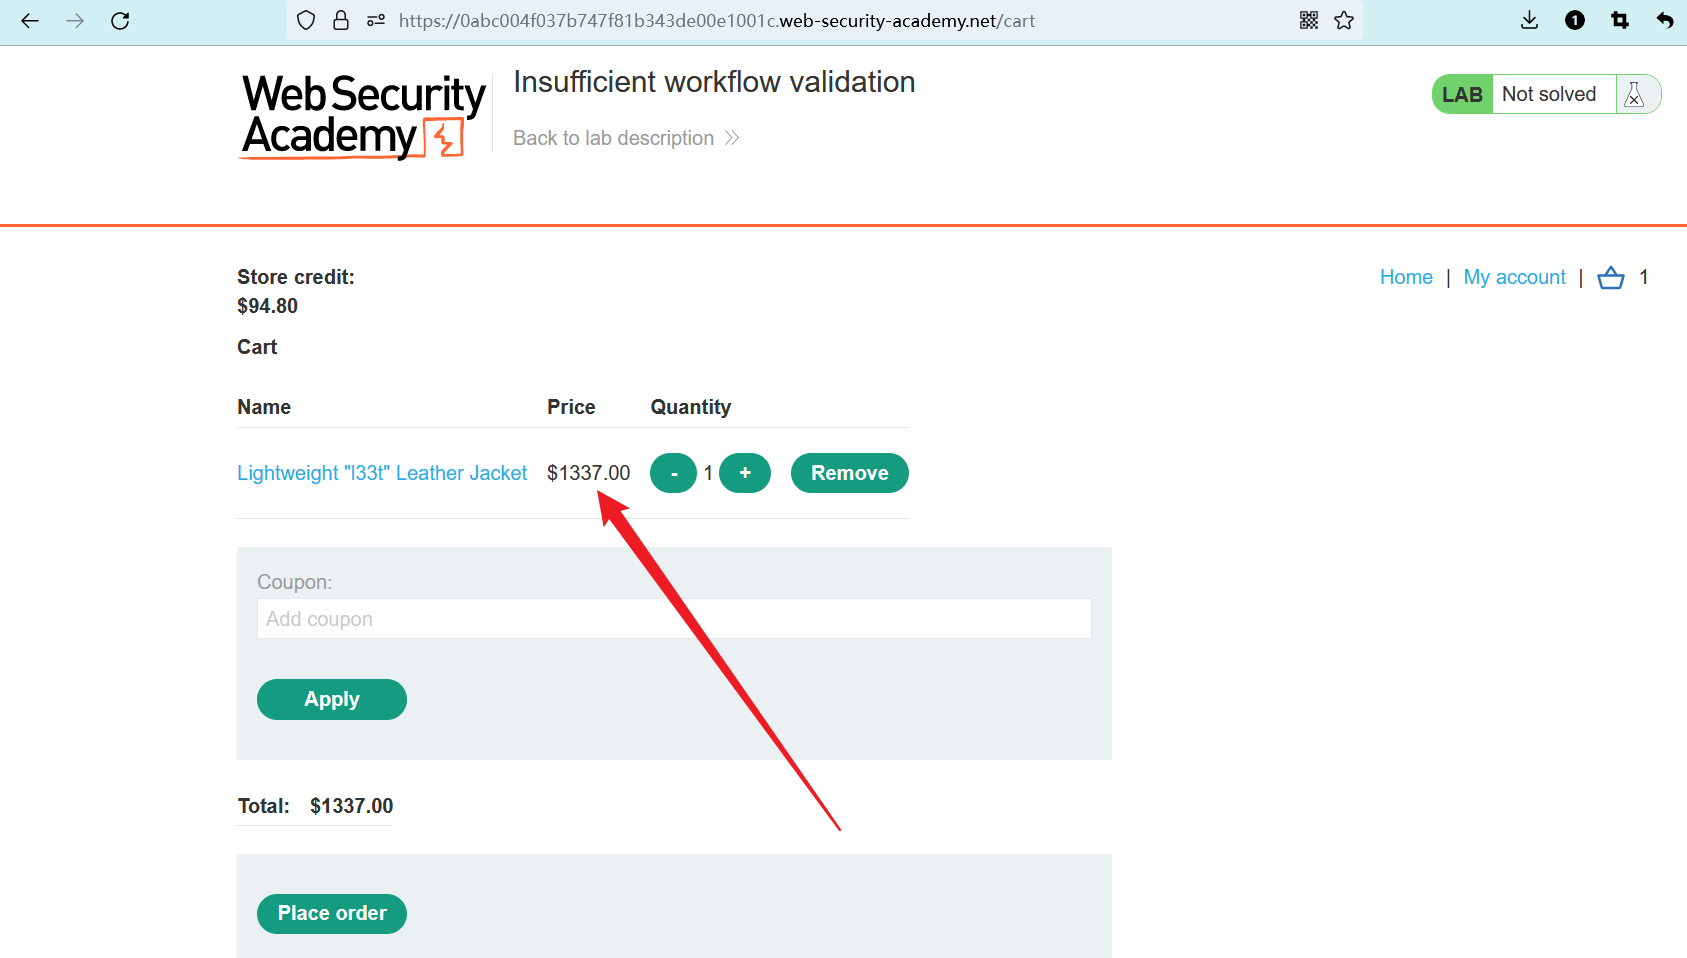 https://0abc004f037b747f81b343de00e1001c.web-security-academy.net/cart
1
Web Security
Academy
Insufficient workflow validation
Back to lab description
LAB Not solved
Store credit:
$94.80
Home | My account | 1
Cart
Name Price Quantity
Lightweight "l33t" Leather Jacket $1337.00 - 1 + Remove
Coupon:
Add coupon
Apply
Total: $1337.00
Place order